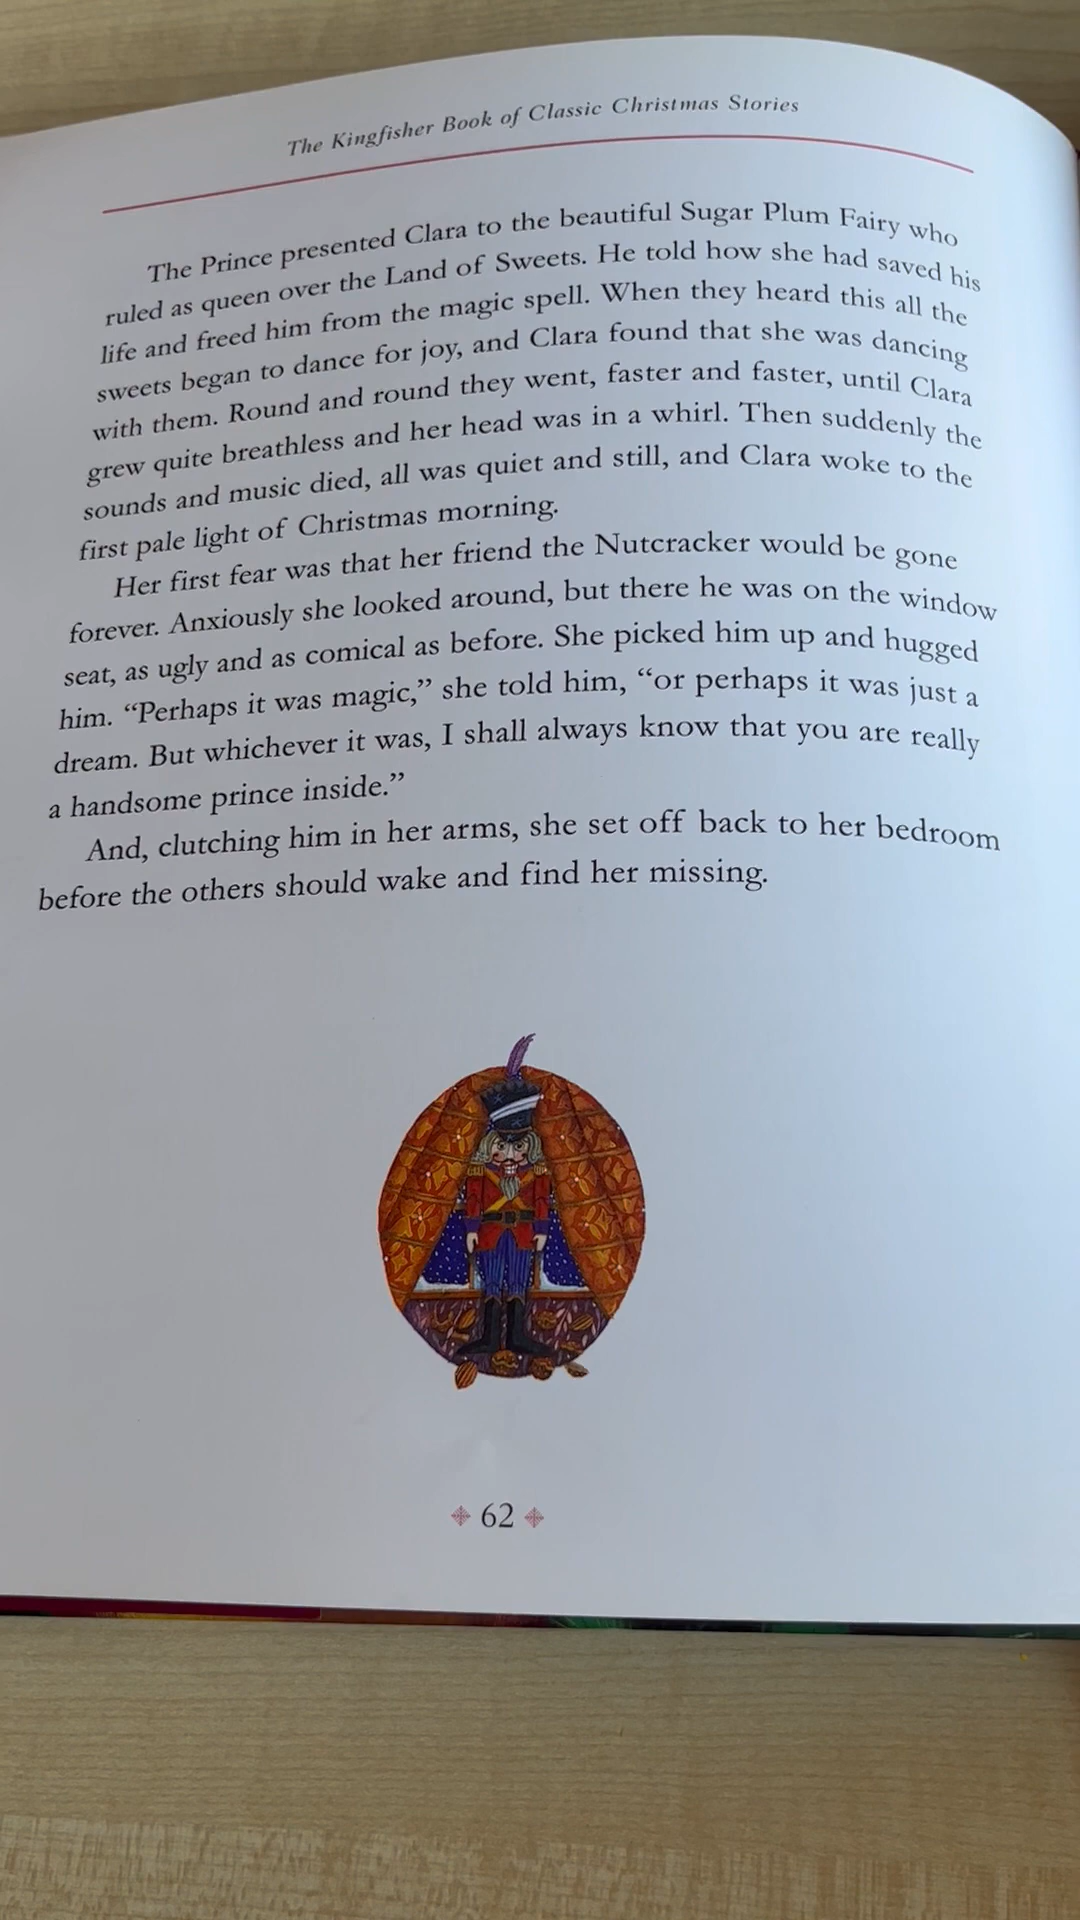 The Kingfisher Book of Classic Christmas Stories
The Prince presented Clara to the beautiful Sugar Plum Fairy who
ruled as queen over the Land of Sweets. He told how she had saved his
life and freed him from the magic spell. When they heard this all the
sweets began to dance for joy, and Clara found that she was dancing
with them. Round and round they went, faster and faster, until Clara
grew quite breathless and her head was in a whirl. Then suddenly the
sounds and music died, all was quiet and still, and Clara woke to the
first pale light of Christmas morning.
Her first fear was that her friend the Nutcracker would be gone
forever. Anxiously she looked around, but there he was on the window
seat, as ugly and as comical as before. She picked him up and hugged
him. “Perhaps it was magic,” she told him, “or perhaps it was just a
dream. But whichever it was, I shall always know that you are really
a handsome prince inside.”
And, clutching him in her arms, she set off back to her bedroom
before the others should wake and find her missing.
62